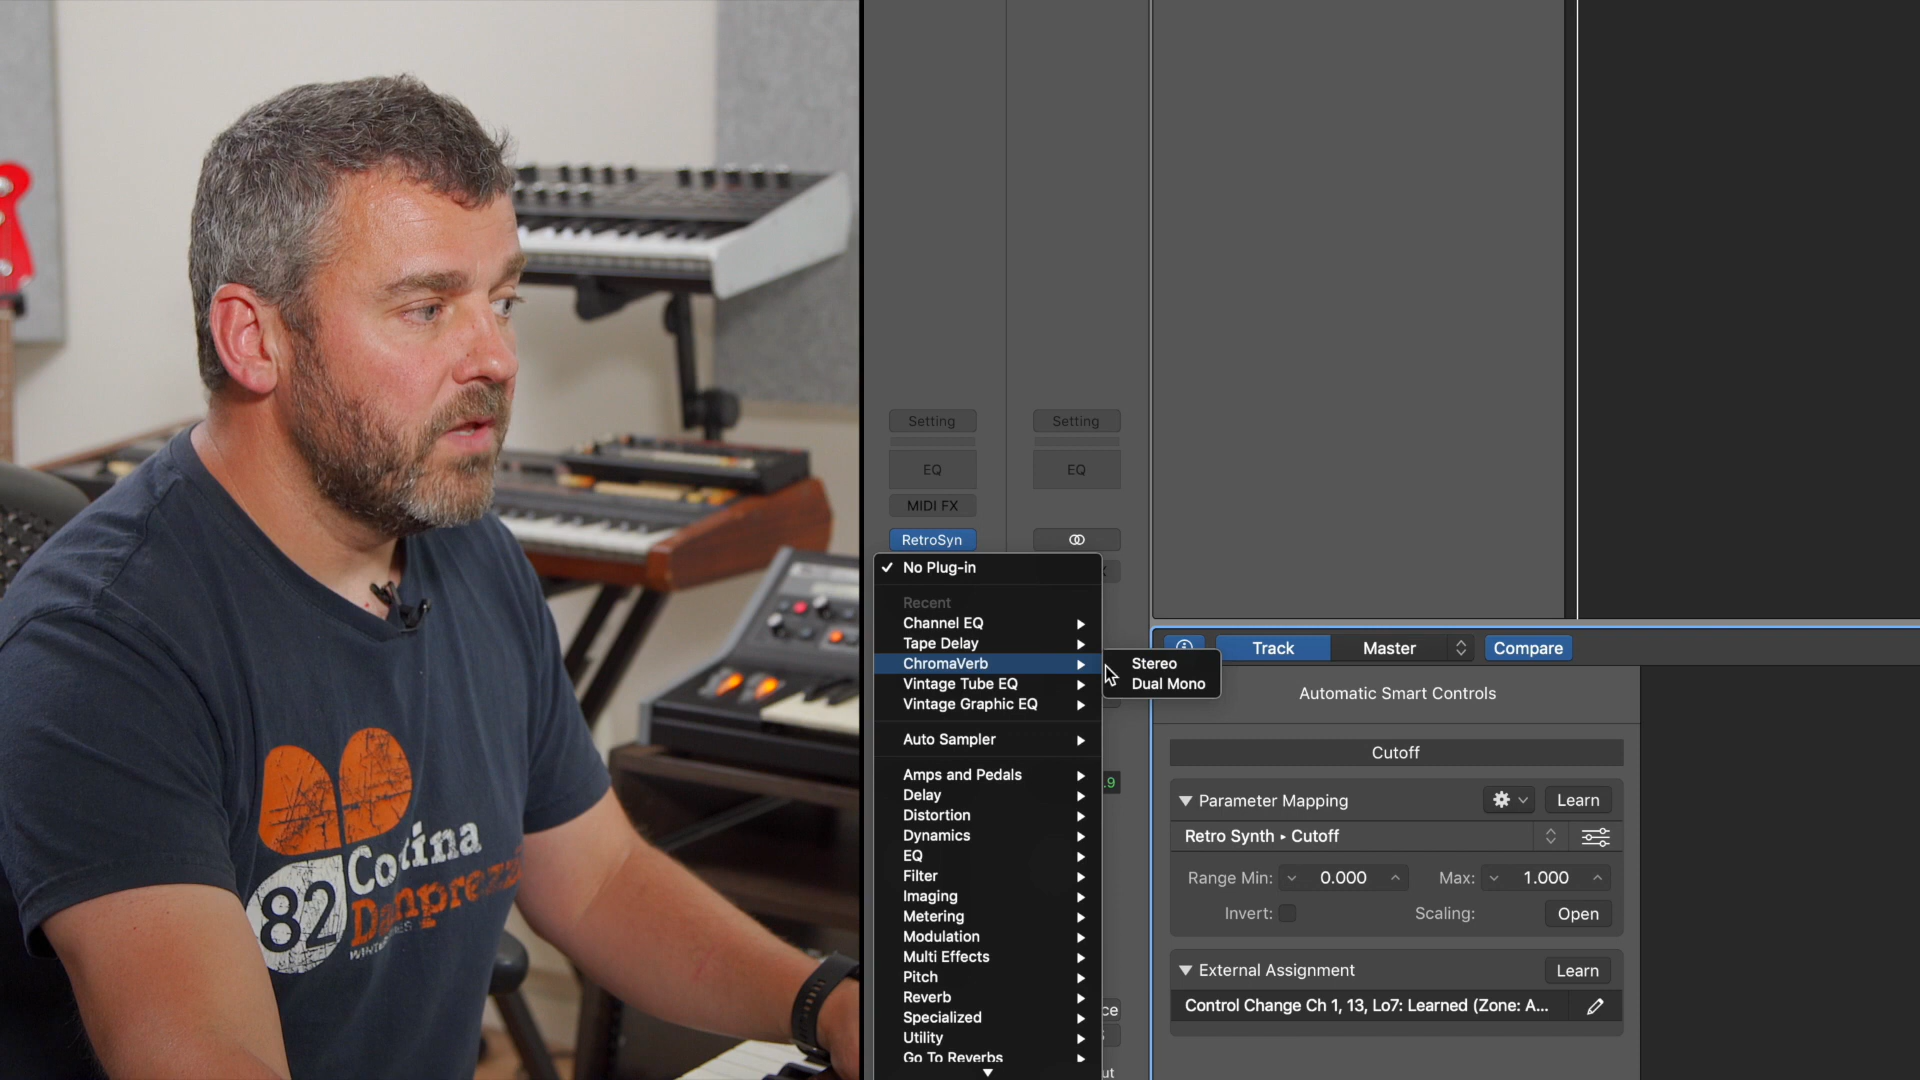 Cortina
82
WINTER
Setting
Setting
EQ
EQ
MIDI FX
RetroSyn
✓ No Plug-in
Recent
Channel EQ
Tape Delay
ChromaVerb
Stereo
Dual Mono
Vintage Tube EQ
Vintage Graphic EQ
Auto Sampler
Amps and Pedals
Delay
Distortion
Dynamics
EQ
Filter
Imaging
Metering
Modulation
Multi Effects
Pitch
Reverb
Specialized
Utility
Go To Reverbs
.9
ce
ut
Track
Master
Compare
Automatic Smart Controls
Cutoff
Parameter Mapping
Learn
Retro Synth ▸ Cutoff
Range Min: 0.000 Max: 1.000
Invert: Scaling: Open
External Assignment
Learn
Control Change Ch 1, 13, Lo7: Learned (Zone: A...